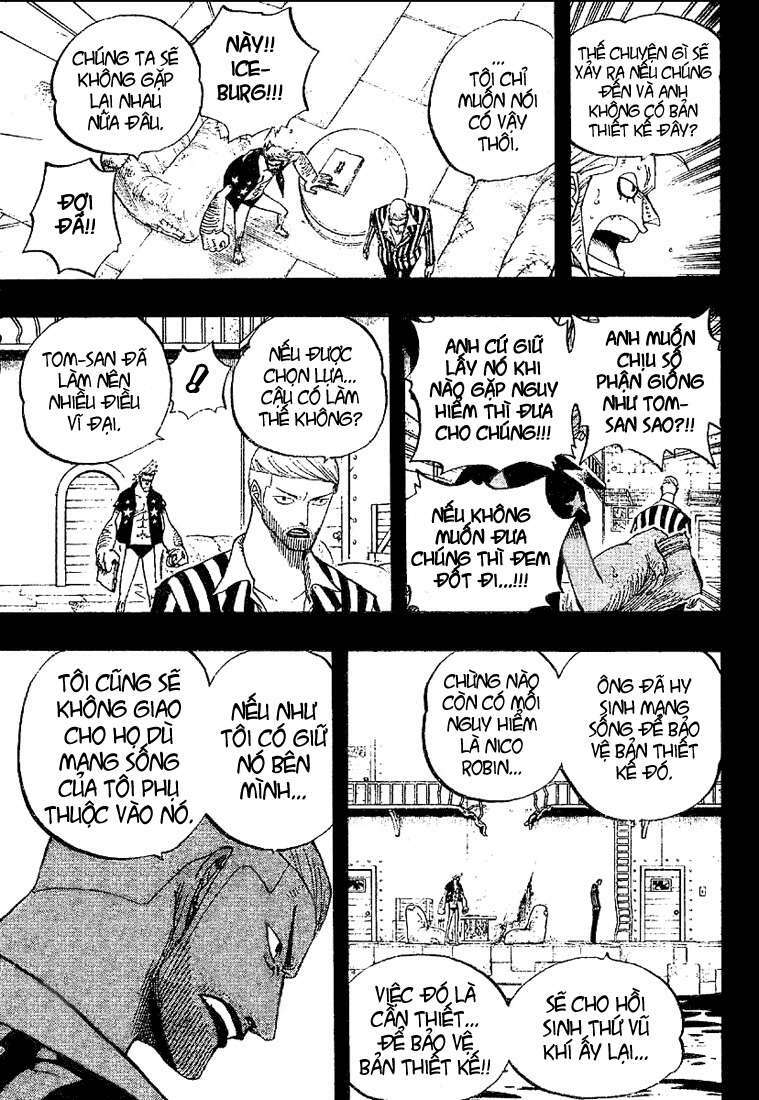 THẾ CHUYỆN GÌ SẼ
XẢY RA NẾU CHÚNG
ĐẾN VÀ ANH
KHÔNG CÓ BẢN
THIẾT KẾ ĐÂY?
...
TÔI CHỈ
MUỐN NÓI
CÓ VẬY
THÔI.
NÀY!!
ICE-
BURG!!!
CHÚNG TA SẼ
KHÔNG GẶP
LẠI NHAU
NỮA ĐÂU.
ĐỢI
ĐÃ!!
ANH MUỐN
CHỊU SỐ
PHẬN GIỐNG
NHƯ TOM-
SAN SAO?!!
ANH CỨ GIỮ
LẤY NÓ KHI
NÀO GẶP NGUY
HIỂM THÌ ĐƯA
CHO CHÚNG!!!
NẾU KHÔNG
MUỐN ĐƯA
CHÚNG THÌ ĐEM
ĐỐT ĐI...!!!
NẾU ĐƯỢC
CHỌN LỰA...
CẬU CÓ LÀM
THẾ KHÔNG?
!
TOM-SAN ĐÃ
LÀM NÊN
NHIỀU ĐIỀU
VĨ ĐẠI.
ÔNG ĐÃ HY
SINH MẠNG
SỐNG ĐỂ BẢO
VỆ BẢN THIẾT
KẾ ĐÓ.
CHỪNG NÀO
CÒN CÓ MỐI
NGUY HIỂM
LÀ NICO
ROBIN...
SẼ CHO HỒI
SINH THỨ VŨ
KHÍ ẤY LẠI...
VIỆC ĐÓ LÀ
CẦN THIẾT...
ĐỂ BẢO VỆ
BẢN THIẾT KẾ!!
NẾU NHƯ
TÔI CÓ GIỮ
NÓ BÊN
MÌNH...
TÔI CŨNG SẼ
KHÔNG GIAO
CHO HỌ DÙ
MẠNG SỐNG
CỦA TÔI PHỤ
THUỘC VÀO NÓ.